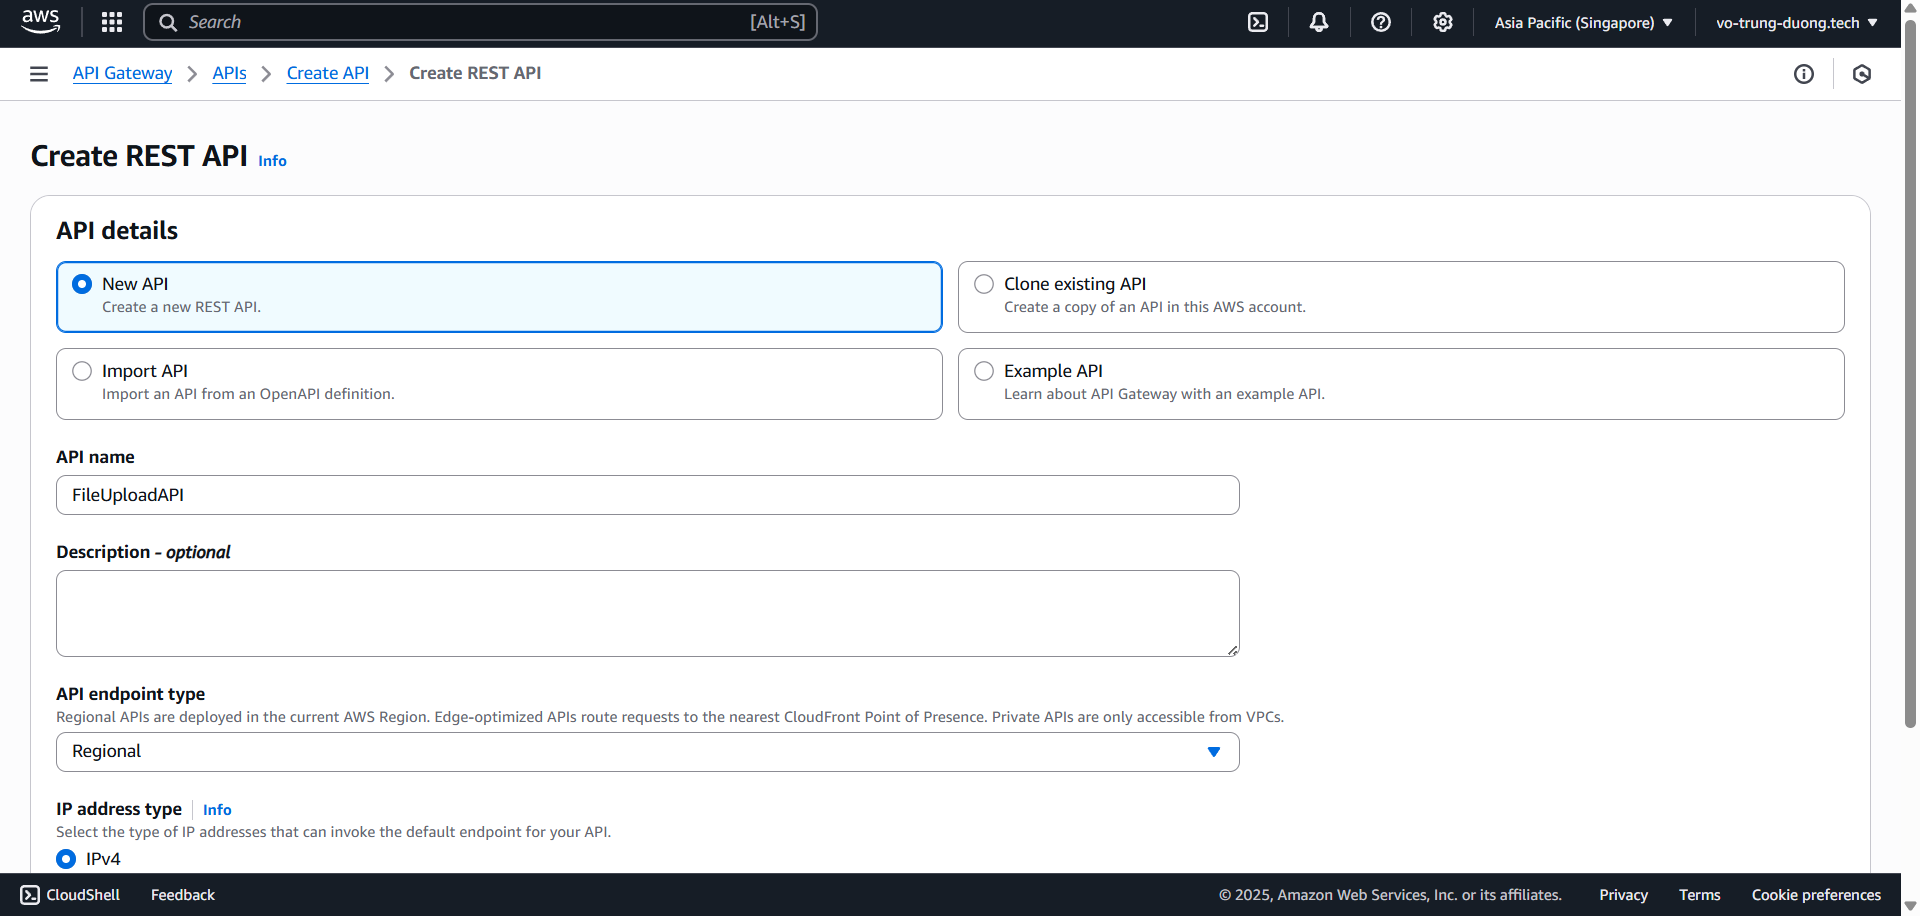 aws
Search
[Alt+S]
Asia Pacific (Singapore)
vo-trung-duong.tech
API Gateway
APIs
Create API
Create REST API
Create REST API Info
API details
New API
Create a new REST API.
Clone existing API
Create a copy of an API in this AWS account.
Import API
Import an API from an OpenAPI definition.
Example API
Learn about API Gateway with an example API.
API name
FileUploadAPI
Description - optional
API endpoint type
Regional APIs are deployed in the current AWS Region. Edge-optimized APIs route requests to the nearest CloudFront Point of Presence. Private APIs are only accessible from VPCs.
Regional
IP address type Info
Select the type of IP addresses that can invoke the default endpoint for your API.
IPv4
CloudShell
Feedback
© 2025, Amazon Web Services, Inc. or its affiliates.
Privacy
Terms
Cookie preferences